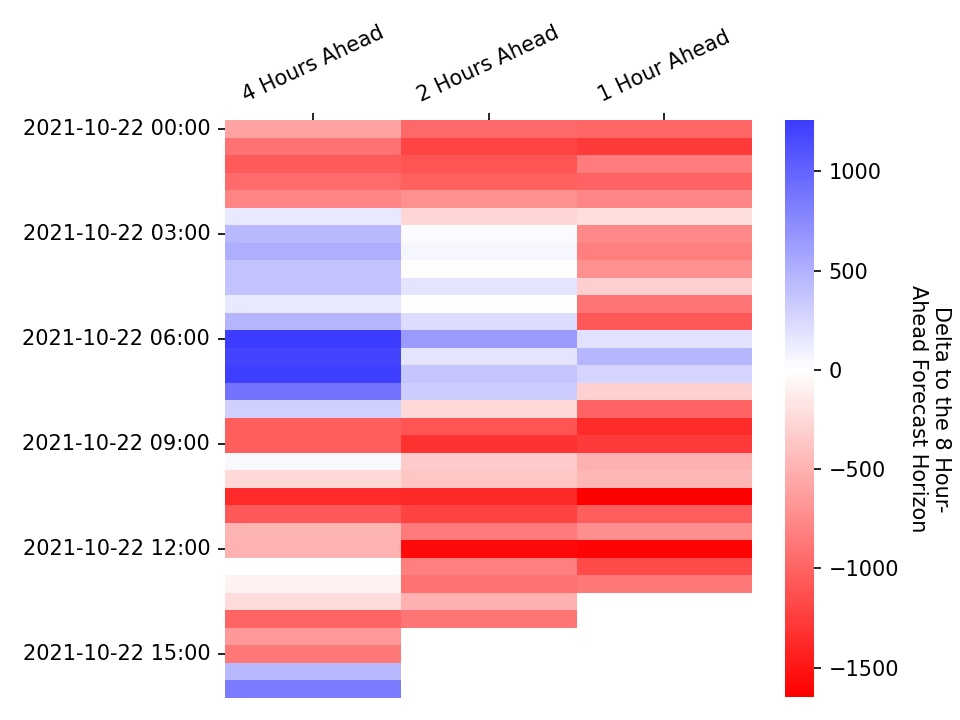 4 Hours Ahead
2 Hours Ahead
1 Hour Ahead
2021-10-22 00:00
2021-10-22 03:00
2021-10-22 06:00
2021-10-22 09:00
2021-10-22 12:00
2021-10-22 15:00
1000
500
0
−500
−1000
−1500
Delta to the 8 Hour-
Ahead Forecast Horizon